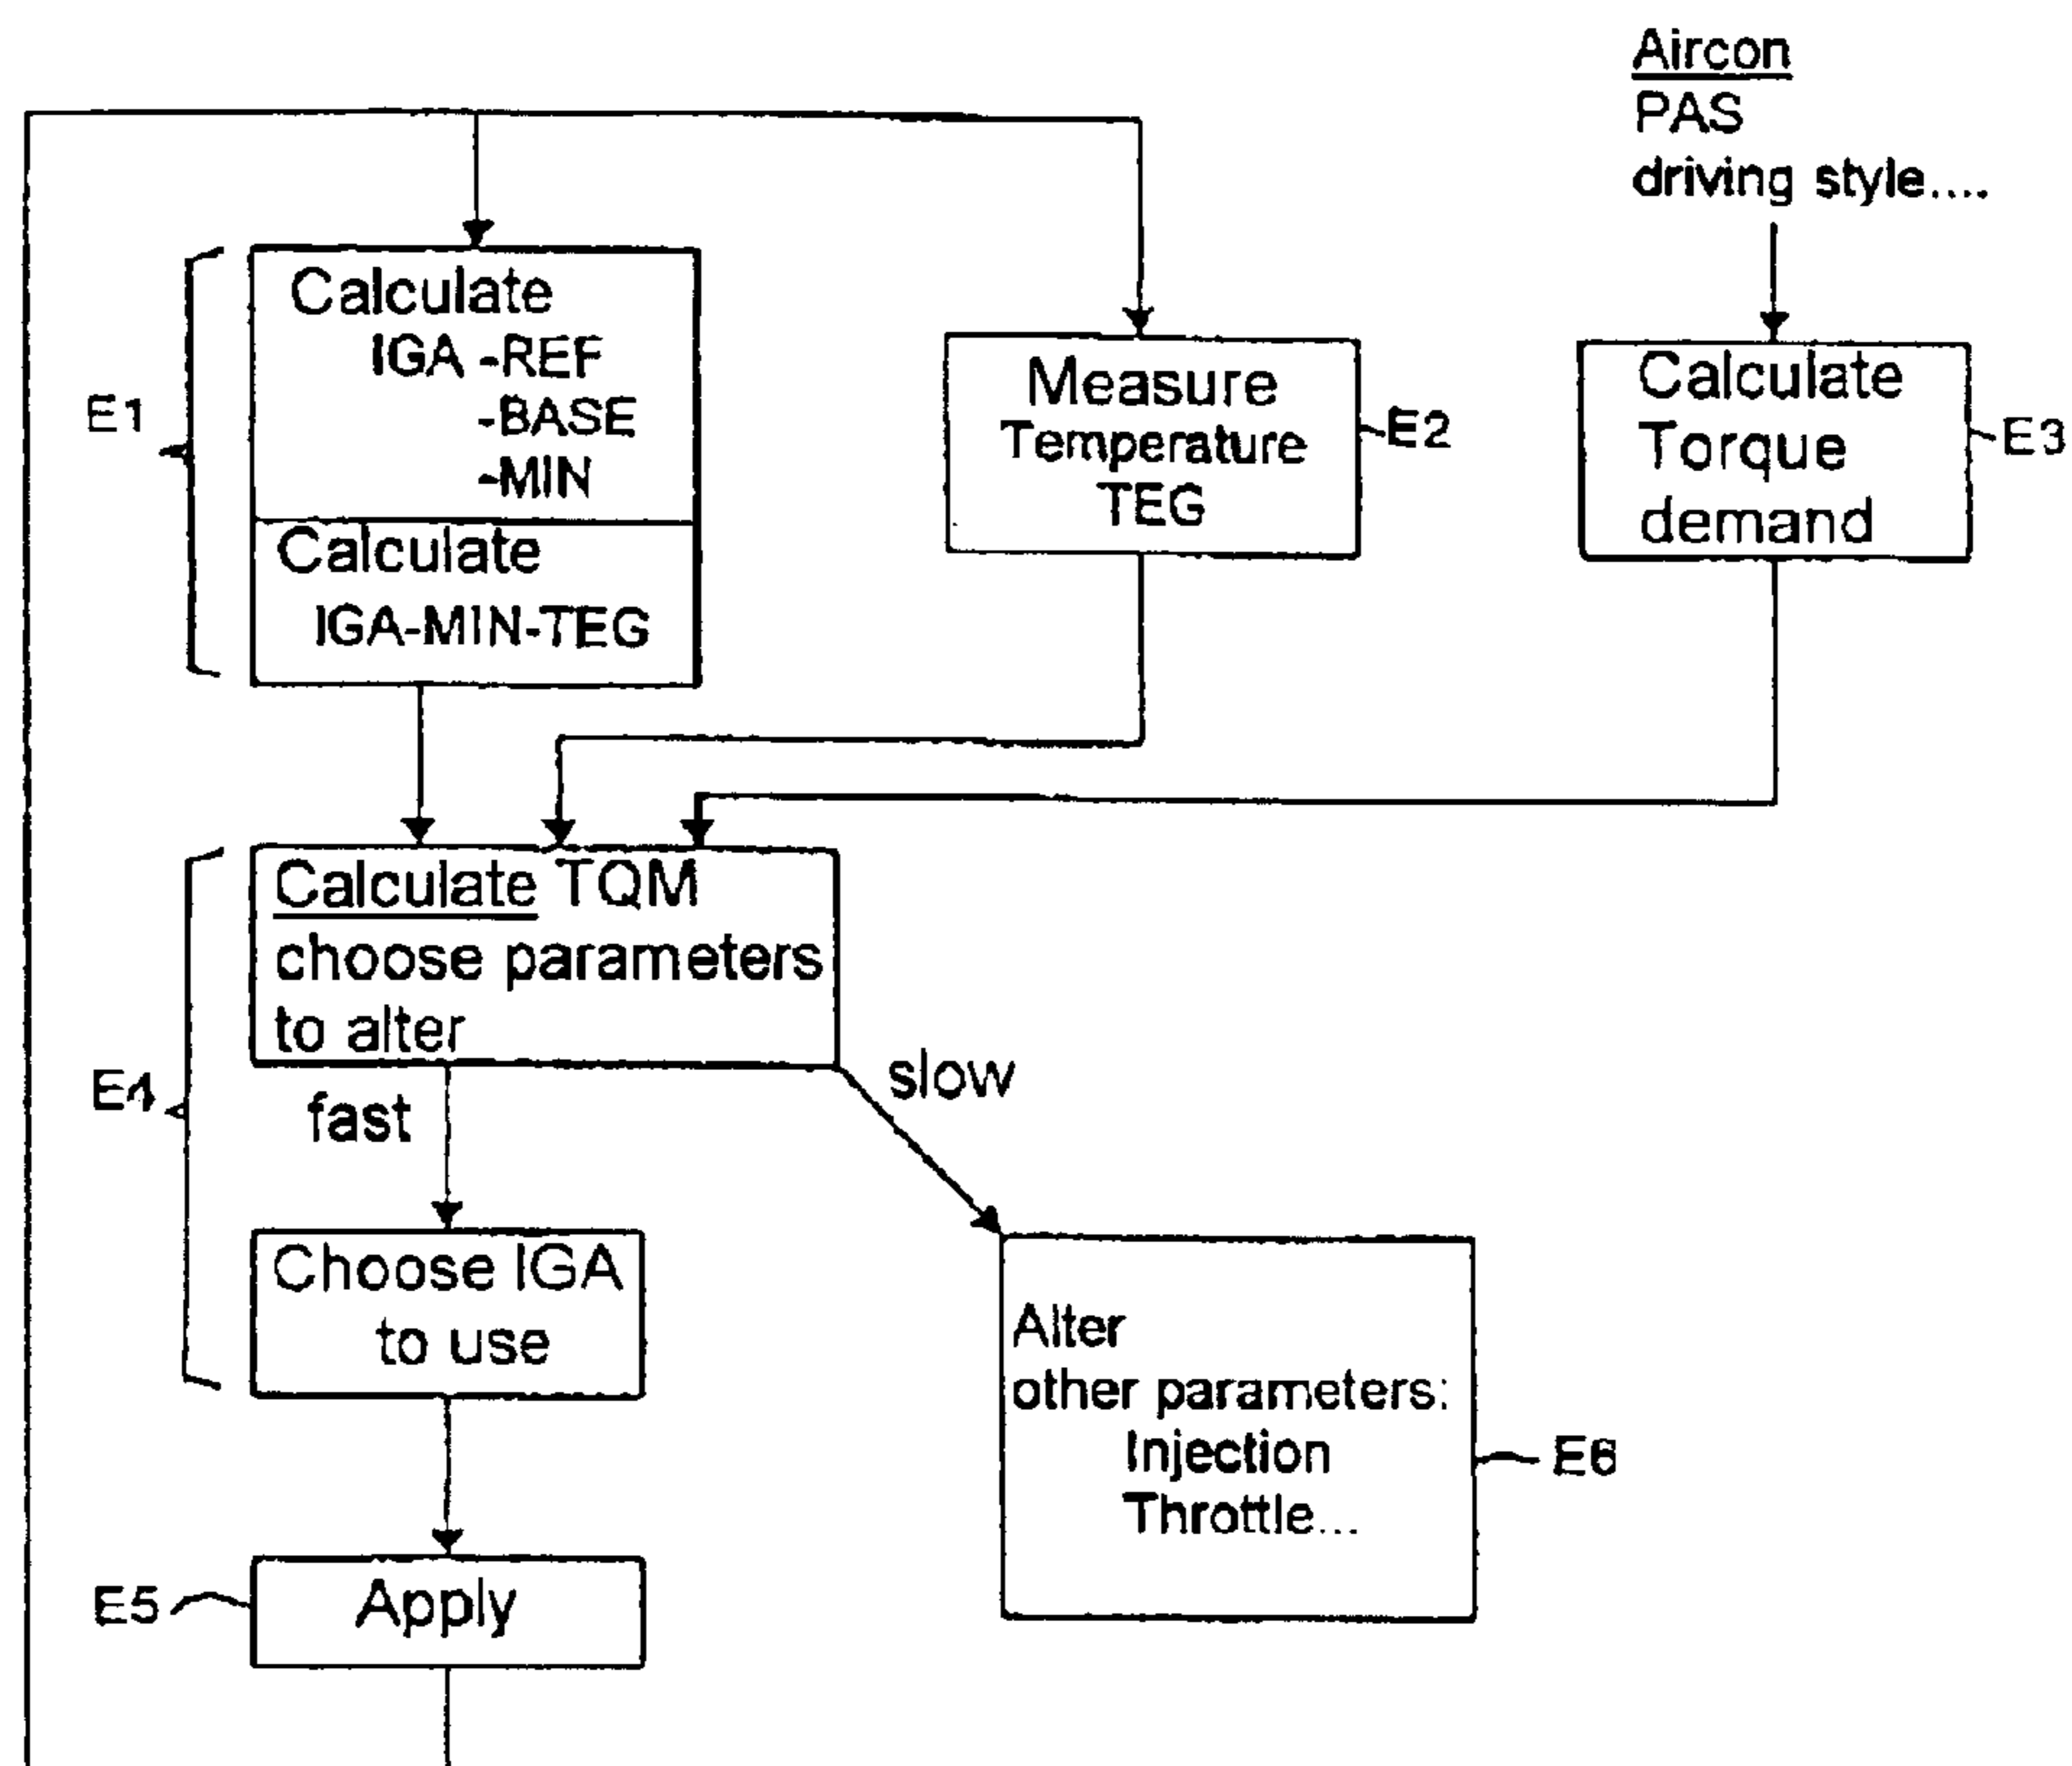 Aircon
PAS
driving style....
Calculate
IGA -REF
-BASE
-MIN
Calculate
IGA-MIN-TEG
E1
Measure
Temperature
TEG
E2
Calculate
Torque
demand
E3
Calculate TQM
choose parameters
to alter
E4
fast
slow
Choose IGA
to use
Alter
other parameters:
Injection
Throttle...
E6
E5
Apply